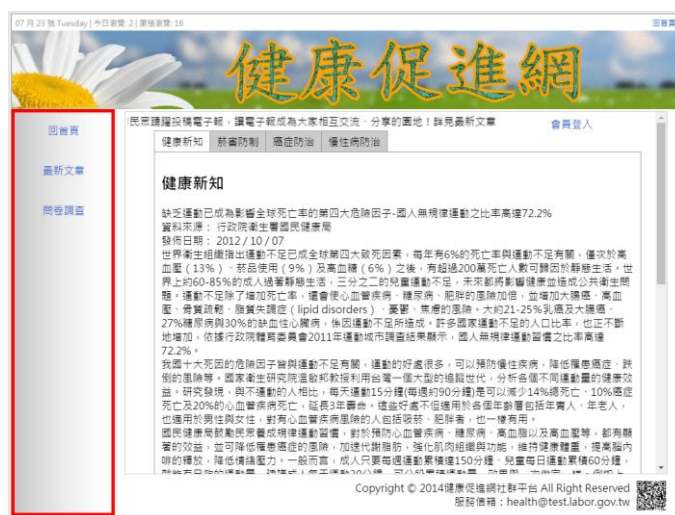 07 月 23 號 Tuesday | 今日瀏覽: 2 | 累積瀏覽: 16
回首頁
健康促進網
回首頁
最新文章
問卷調查
民眾踴躍投稿電子報，讓電子報成為大家相互交流、分享的園地！詳見最新文章
會員登入
健康新知 菸害防制 癌症防治 慢性病防治
健康新知
缺乏運動已成為影響全球死亡率的第四大危險因子-國人無規律運動之比率高達72.2%
資料來源： 行政院衛生署國民健康局
發佈日期： 2012 / 10 / 07
世界衛生組織指出運動不足已成全球第四大致死因素，每年有6%的死亡率與運動不足有關，僅次於高
血壓（13%）、菸品使用（9%）及高血糖（6%）之後，有超過200萬死亡人數可歸因於靜態生活。世
界上約60-85%的成人過著靜態生活，三分之二的兒童運動不足，未來都將影響健康並造成公共衛生問
題。運動不足除了增加死亡率，還會使心血管疾病、糖尿病、肥胖的風險加倍，並增加大腸癌、高血
壓、骨質疏鬆、脂質失調症 (lipid disorders) 、憂鬱、焦慮的風險。大約21-25%乳癌及大腸癌、
27%糖尿病與30%的缺血性心臟病，係因運動不足所造成。許多國家運動不足的人口比率，也正不斷
地增加，依據行政院體育委員會2011年運動城市調查結果顯示，國人無規律運動習慣之比率高達
72.2%。
我國十大死因的危險因子皆與運動不足有關，運動的好處很多，可以預防慢性疾病，降低罹患癌症、跌
倒的風險等。國家衛生研究院溫啟邦教授利用台灣一個大型的追蹤世代，分析各個不同運動量的健康效
益。研究發現，與不運動的人相比，每天運動15分鐘(每週約90分鐘)是可以減少14%總死亡、10%癌症
死亡及20%的心血管疾病死亡，延長3年壽命。這些好處不但適用於各個年齡層包括年青人、年老人，
也適用於男性與女性，對有心血管疾病風險的人包括吸菸、肥胖者，也一樣有用。
國民健康局鼓勵民眾養成規律運動習慣，對於預防心血管疾病、糖尿病、高血脂以及高血壓等，都有顯
著的效益，並可降低罹患癌症的風險，加速代謝脂肪，強化肌肉組織與功能，維持健康體重，提高腦內
啡的釋放，降低情緒壓力。一般而言，成人只要每週運動累積達150分鐘、兒童每日運動累積60分鐘，
Copyright © 2014健康促進網社群平台 All Right Reserved
服務信箱：health@test.labor.gov.tw